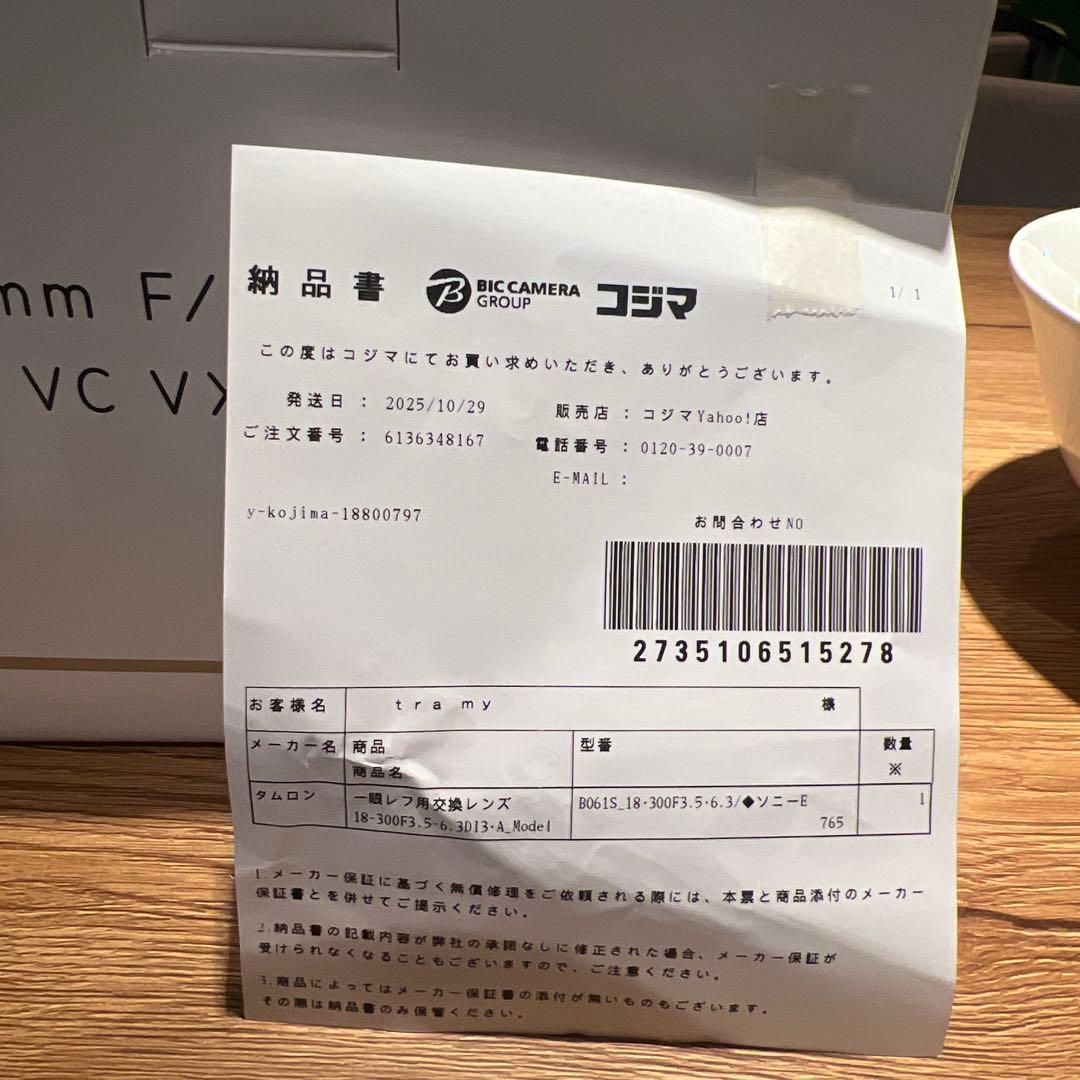 mm F/
VC VX
納品書 BIC CAMERA GROUP コジマ 1/ 1
この度はコジマにてお買い求めいただき、ありがとうございます。
発送日 : 2025/10/29 販売店 : コジマYahoo!店
ご注文番号 : 6136348167 電話番号 : 0120-39-0007
E-MAIL :
y-kojima-18800797
お問合わせNO
2735106515278
お客様名 tra my 様
メーカー名 商品 型番 数量
商品名 ※
タムロン 一眼レフ用交換レンズ B061S_18・300F3.5・6.3/◆ソニーE 1
18-300F3.5-6.3DI3・A_Model 765
1.メーカー保証に基づく無償修理をご依頼される際には、本票と商品添付のメーカー
保証書とを併せてご提示ください。
2.納品書の記載内容が弊社の承諾なしに修正された場合、メーカー保証が
受けられなくなることもございますので、ご注意ください。
3.商品によってはメーカー保証書の添付が無いものもございます。
その際は納品書のみ保管ください。